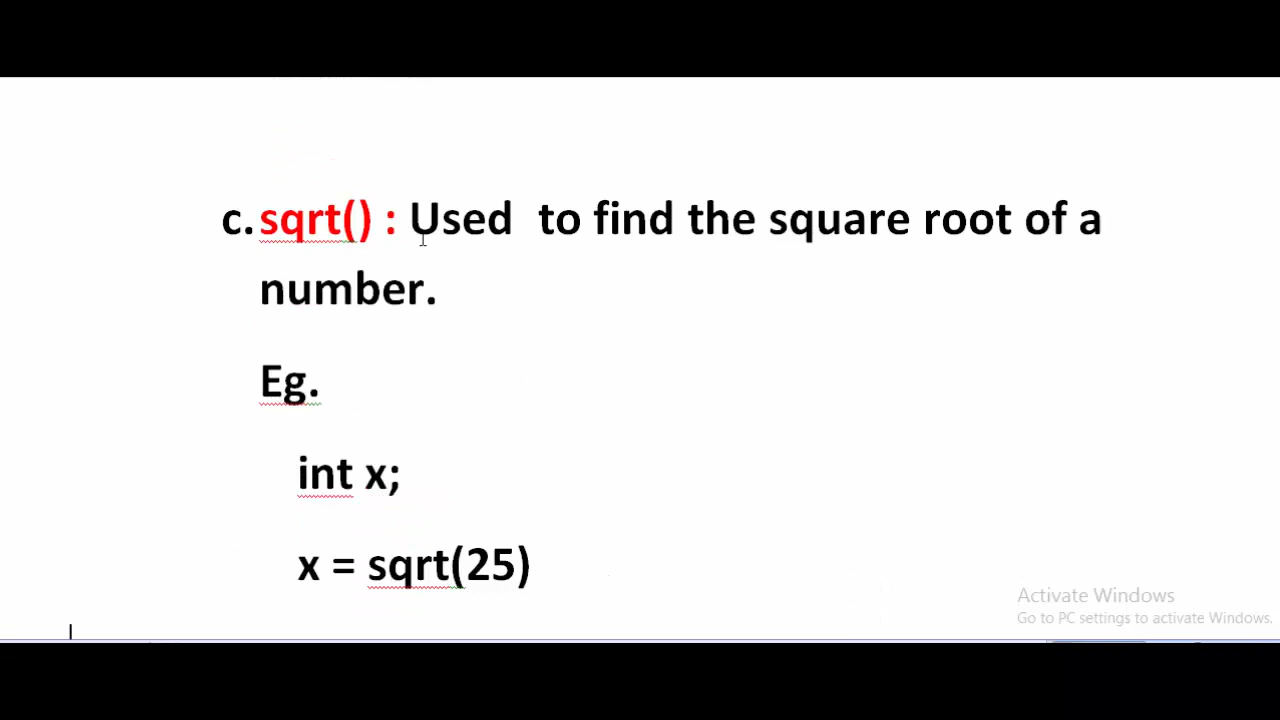 c. sqrt() : Used  to find the square root of a
number.
Eg.
int x;
x = sqrt(25)
Activate Windows
Go to PC settings to activate Windows.